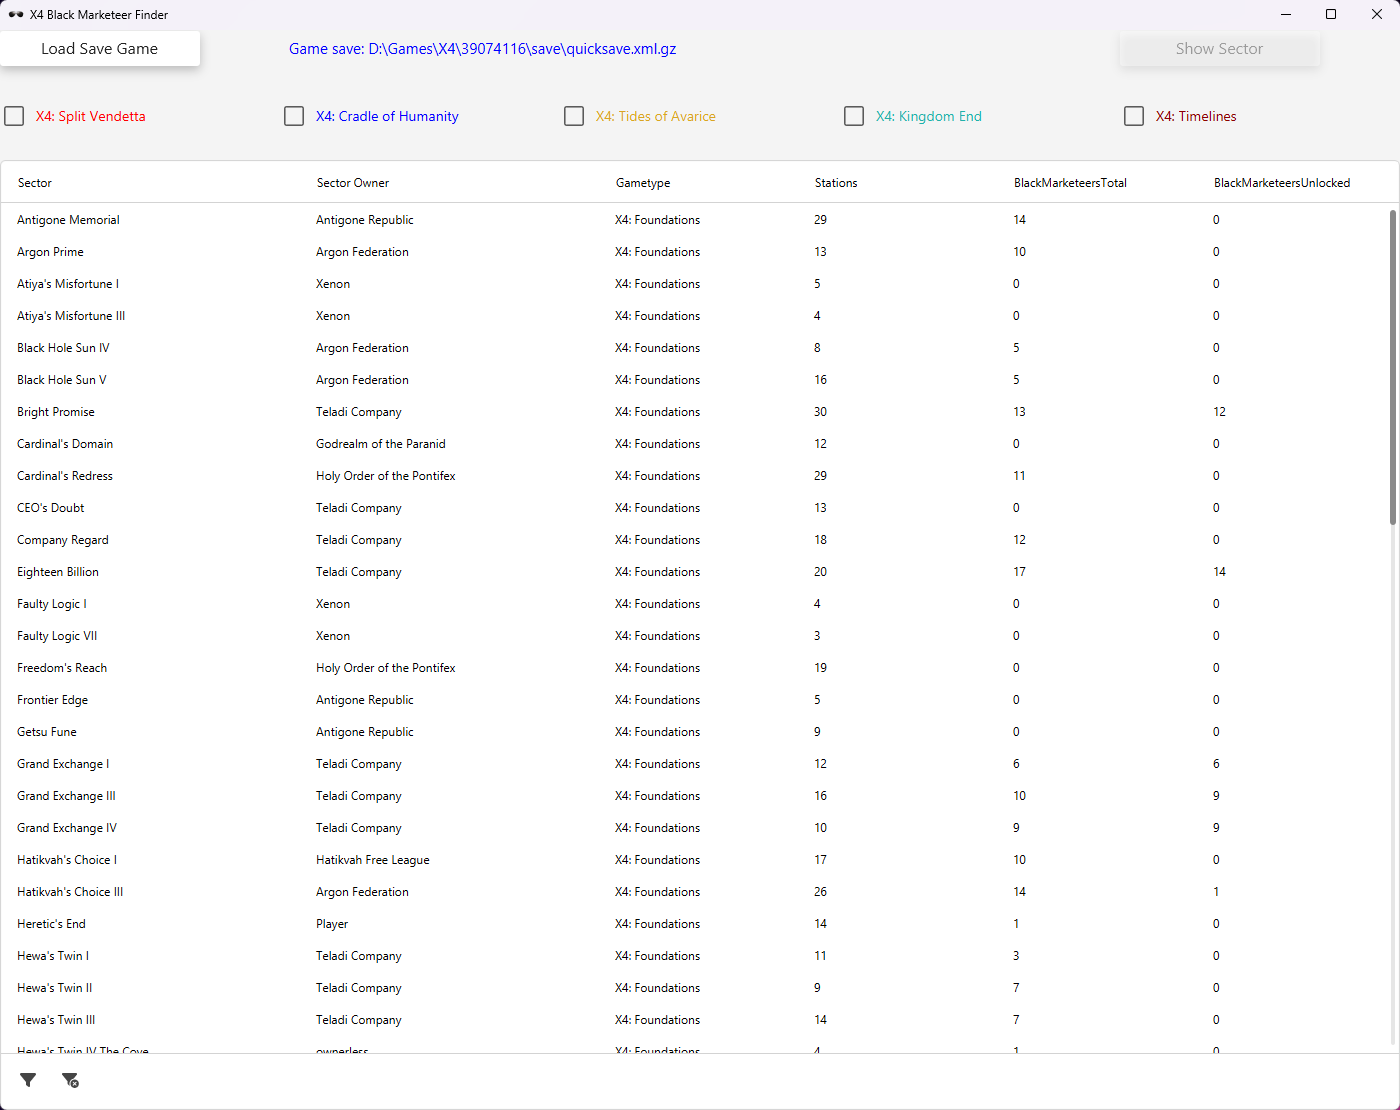 X4 Black Marketeer Finder
Load Save Game Game save: D:\Games\X4\39074116\save\quicksave.xml.gz Show Sector
X4: Split Vendetta X4: Cradle of Humanity X4: Tides of Avarice X4: Kingdom End X4: Timelines
Sector Sector Owner Gametype Stations BlackMarketeersTotal BlackMarketeersUnlocked
Antigone Memorial Antigone Republic X4: Foundations 29 14 0
Argon Prime Argon Federation X4: Foundations 13 10 0
Atiya's Misfortune I Xenon X4: Foundations 5 0 0
Atiya's Misfortune III Xenon X4: Foundations 4 0 0
Black Hole Sun IV Argon Federation X4: Foundations 8 5 0
Black Hole Sun V Argon Federation X4: Foundations 16 5 0
Bright Promise Teladi Company X4: Foundations 30 13 12
Cardinal's Domain Godrealm of the Paranid X4: Foundations 12 0 0
Cardinal's Redress Holy Order of the Pontifex X4: Foundations 29 11 0
CEO's Doubt Teladi Company X4: Foundations 13 0 0
Company Regard Teladi Company X4: Foundations 18 12 0
Eighteen Billion Teladi Company X4: Foundations 20 17 14
Faulty Logic I Xenon X4: Foundations 4 0 0
Faulty Logic VII Xenon X4: Foundations 3 0 0
Freedom's Reach Holy Order of the Pontifex X4: Foundations 19 0 0
Frontier Edge Antigone Republic X4: Foundations 5 0 0
Getsu Fune Antigone Republic X4: Foundations 9 0 0
Grand Exchange I Teladi Company X4: Foundations 12 6 6
Grand Exchange III Teladi Company X4: Foundations 16 10 9
Grand Exchange IV Teladi Company X4: Foundations 10 9 9
Hatikvah's Choice I Hatikvah Free League X4: Foundations 17 10 0
Hatikvah's Choice III Argon Federation X4: Foundations 26 14 1
Heretic's End Player X4: Foundations 14 1 0
Hewa's Twin I Teladi Company X4: Foundations 11 3 0
Hewa's Twin II Teladi Company X4: Foundations 9 7 0
Hewa's Twin III Teladi Company X4: Foundations 14 7 0
Hewa's Twin IV The Cove ownerless X4: Foundations 4 1 0